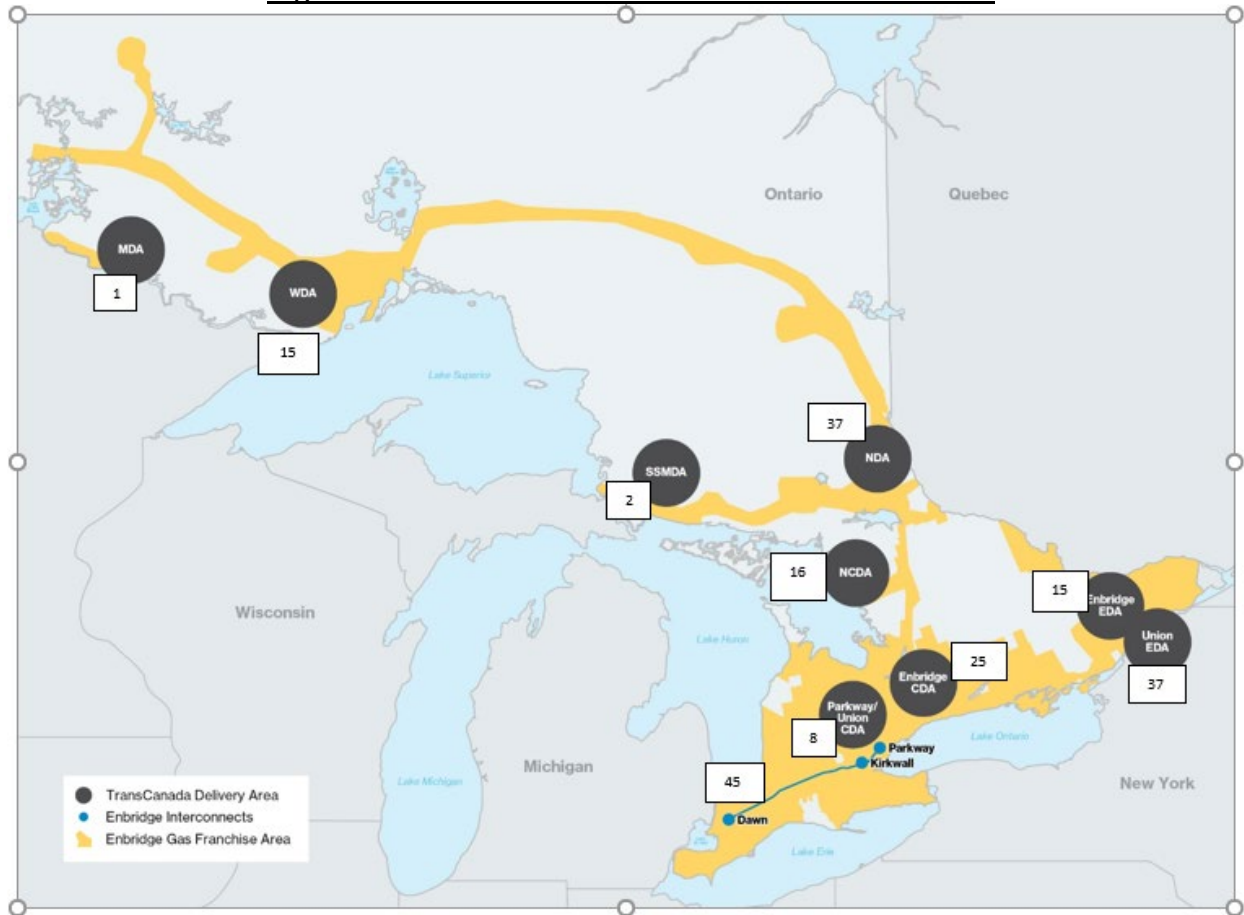 Ontario
Quebec
MDA
1
WDA
15
Lake Superior
37
NDA
SSMDA
2
16
NCDA
15
Enbridge
EDA
Union
EDA
37
Wisconsin
Lake Huron
25
Enbridge
CDA
Parkway/
Union
CDA
8
Parkway
Kirkwall
Lake Ontario
Michigan
Lake Michigan
45
Dawn
New York
Lake Erie
TransCanada Delivery Area
Enbridge Interconnects
Enbridge Gas Franchise Area